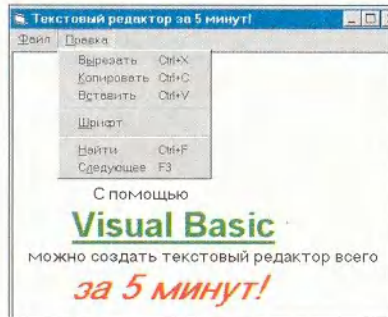 Текстовый редактор за 5 минут!
Файл Правка
Вырезать Ctrl+X
Копировать Ctrl+C
Вставить Ctrl+V
Шрифт
Найти Ctrl+F
Следующее F3
С помощью
Visual Basic
можно создать текстовый редактор всего
за 5 минут!